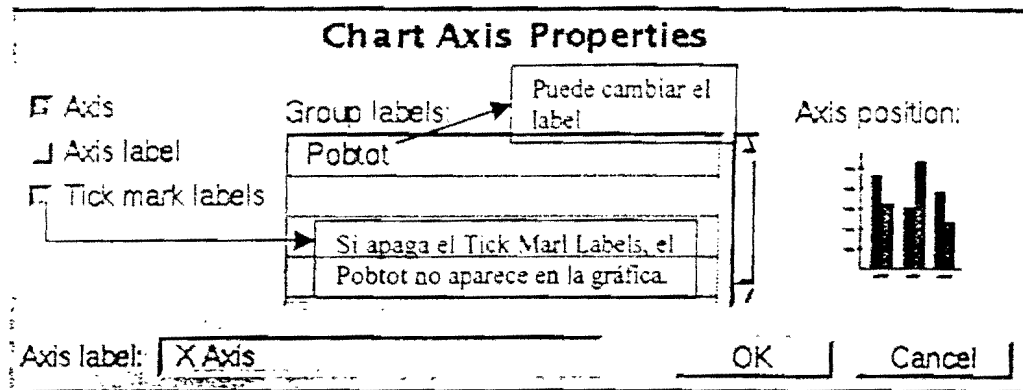 Chart Axis Properties
Axis
Axis label
Tick mark labels
Group labels:
Pobtot
Puede cambiar el
label
Si apaga el Tick Marl Labels, el
Pobtot no aparece en la gráfica.
Axis position:
Axis label: X Axis
OK
Cancel